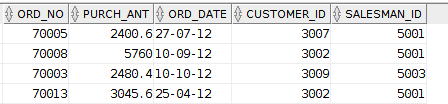 ORD_NO PURCH_ANT ORD_DATE CUSTOMER_ID SALESMAN_ID
70005 2400.6 27-07-12 3007 5001
70008 5760 10-09-12 3002 5001
70003 2480.4 10-10-12 3009 5003
70013 3045.6 25-04-12 3002 5001